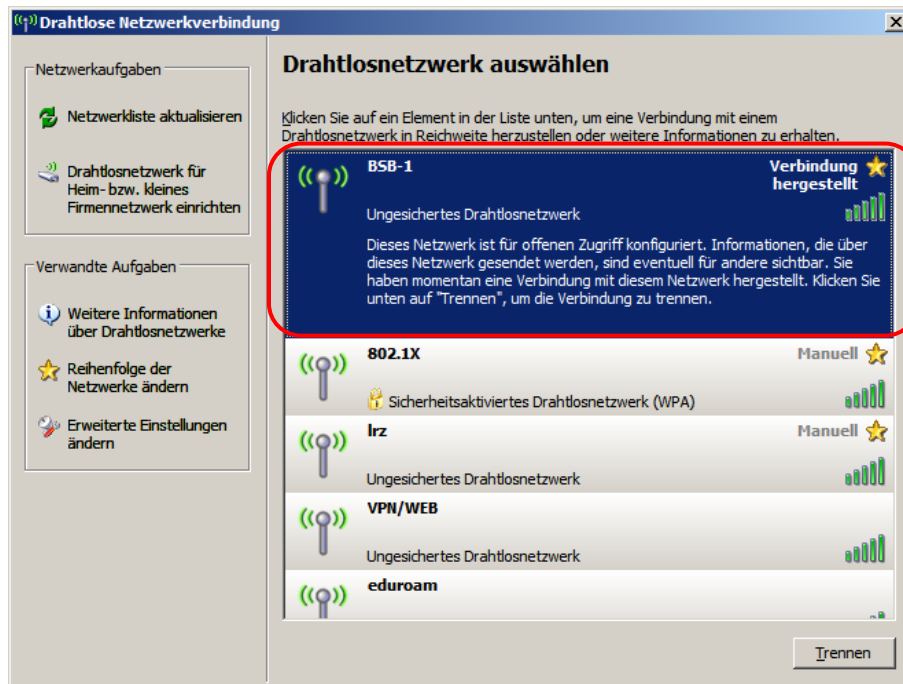 Drahtlose Netzwerkverbindung
Netzwerkaufgaben
Netzwerkliste aktualisieren
Drahtlosnetzwerk für
Heim- bzw. kleines
Firmennetzwerk einrichten
Verwandte Aufgaben
Weitere Informationen
über Drahtlosnetzwerke
Reihenfolge der
Netzwerke ändern
Erweiterte Einstellungen
ändern
Drahtlosnetzwerk auswählen
Klicken Sie auf ein Element in der Liste unten, um eine Verbindung mit einem
Drahtlosnetzwerk in Reichweite herzustellen oder weitere Informationen zu erhalten.
BSB-1
Verbindung
hergestellt
Ungesichertes Drahtlosnetzwerk
Dieses Netzwerk ist für offenen Zugriff konfiguriert. Informationen, die über
dieses Netzwerk gesendet werden, sind eventuell für andere sichtbar. Sie
haben momentan eine Verbindung mit diesem Netzwerk hergestellt. Klicken Sie
unten auf "Trennen", um die Verbindung zu trennen.
802.1X
Manuell
Sicherheitsaktiviertes Drahtlosnetzwerk (WPA)
lrz
Manuell
Ungesichertes Drahtlosnetzwerk
VPN/WEB
Ungesichertes Drahtlosnetzwerk
eduroam
Trennen